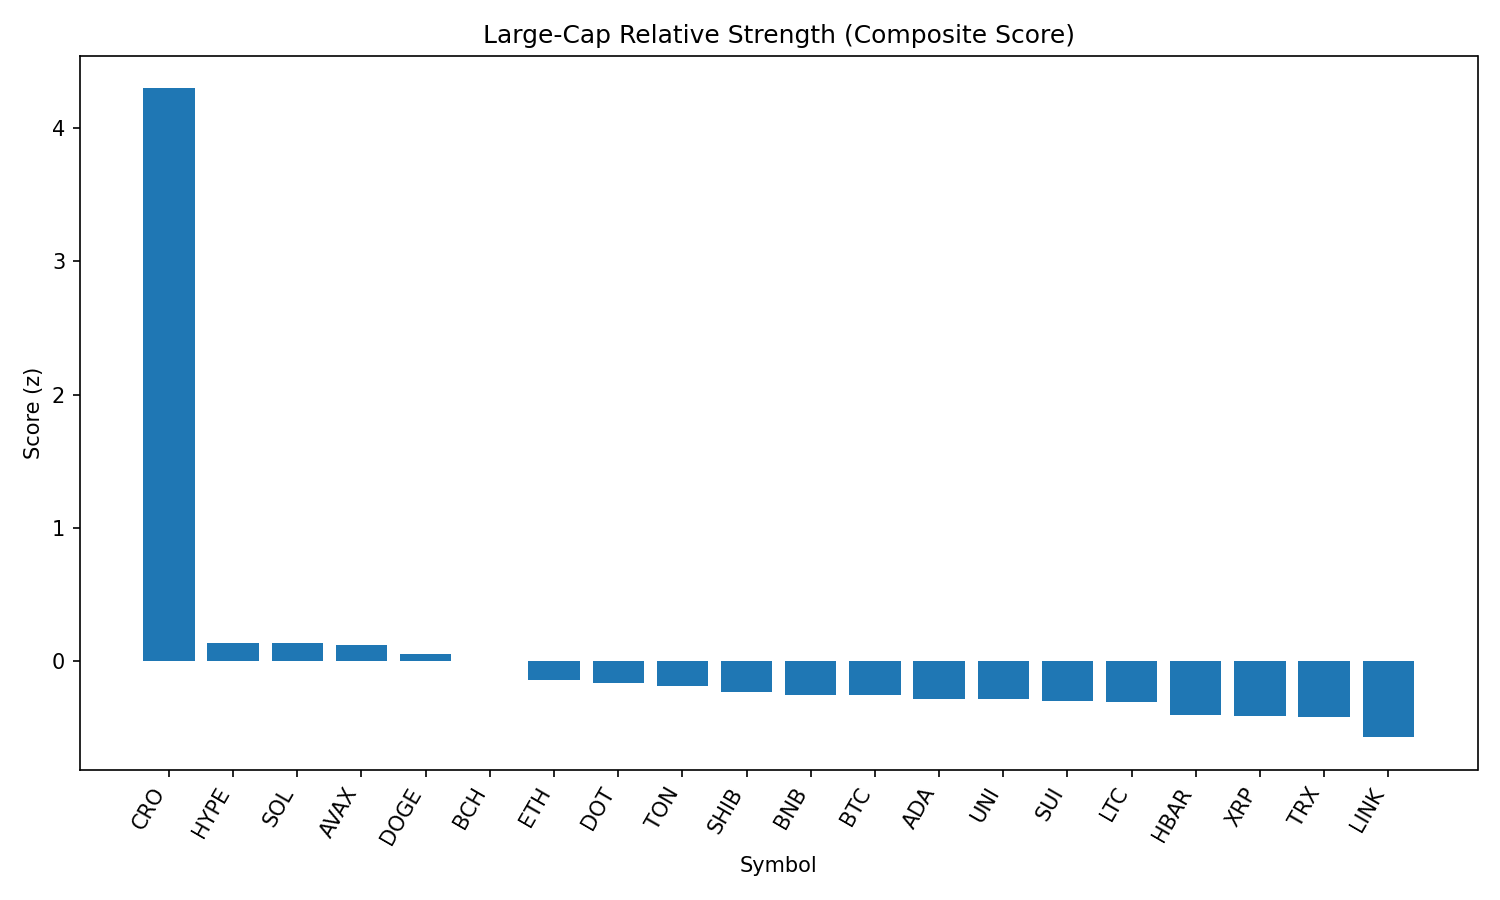 Large-Cap Relative Strength (Composite Score)
4
3
2
1
0
Score (z)
CRO
HYPE
SOL
AVAX
DOGE
BCH
ETH
DOT
TON
SHIB
BNB
BTC
ADA
UNI
SUI
LTC
HBAR
XRP
TRX
LINK
Symbol